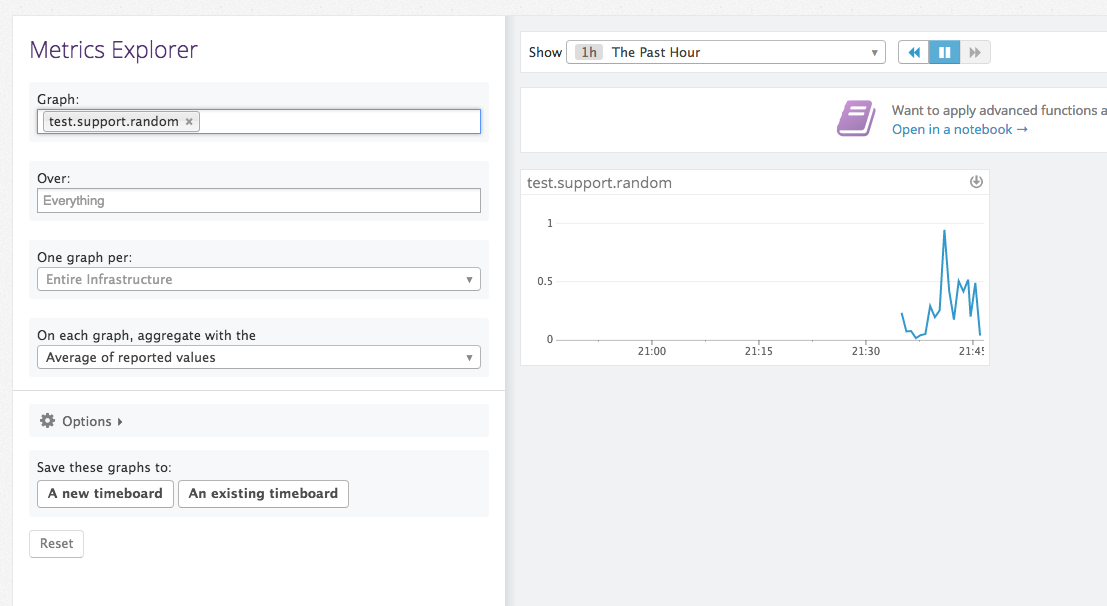 Metrics Explorer
Graph:
test.support.random ×
Over:
Everything
One graph per:
Entire Infrastructure
On each graph, aggregate with the
Average of reported values
Options
Save these graphs to:
A new timeboard An existing timeboard
Reset
Show 1h The Past Hour
Want to apply advanced functions a
Open in a notebook →
test.support.random
1
0.5
0
21:00 21:15 21:30 21:45